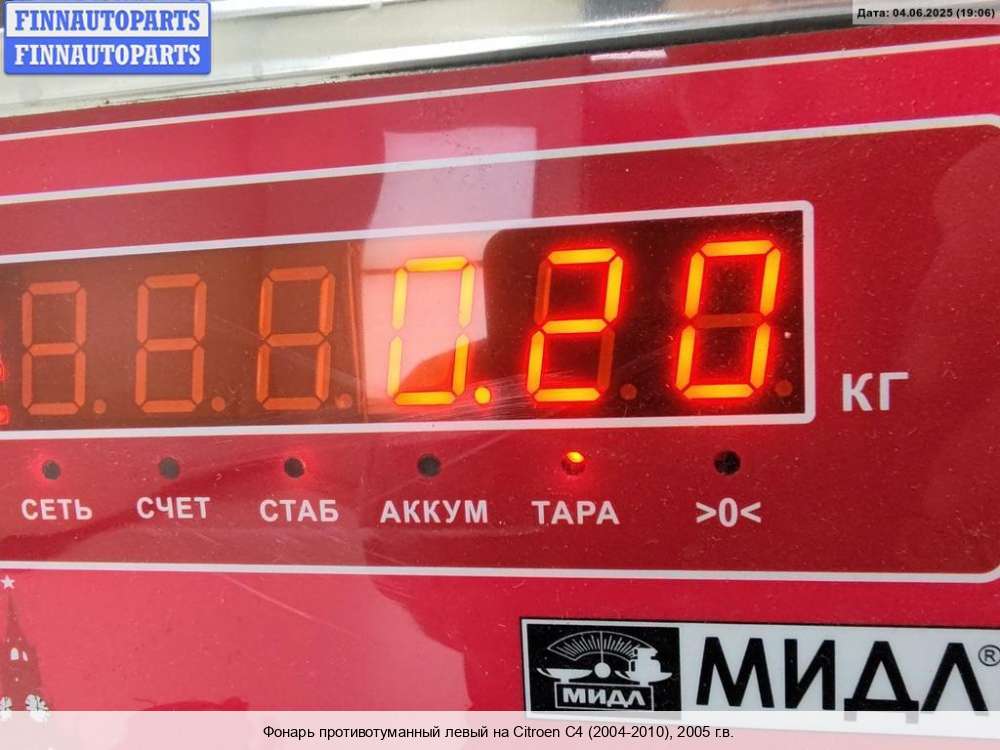 FINNAUTOPARTS
FINNAUTOPARTS
Дата: 04.06.2025 (19:06)
0.20
КГ
СЕТЬ СЧЕТ СТАБ АККУМ ТАРА >0<
МИДЛ
МИДЛ®
Фонарь противотуманный левый на Citroen C4 (2004-2010), 2005 г.в.